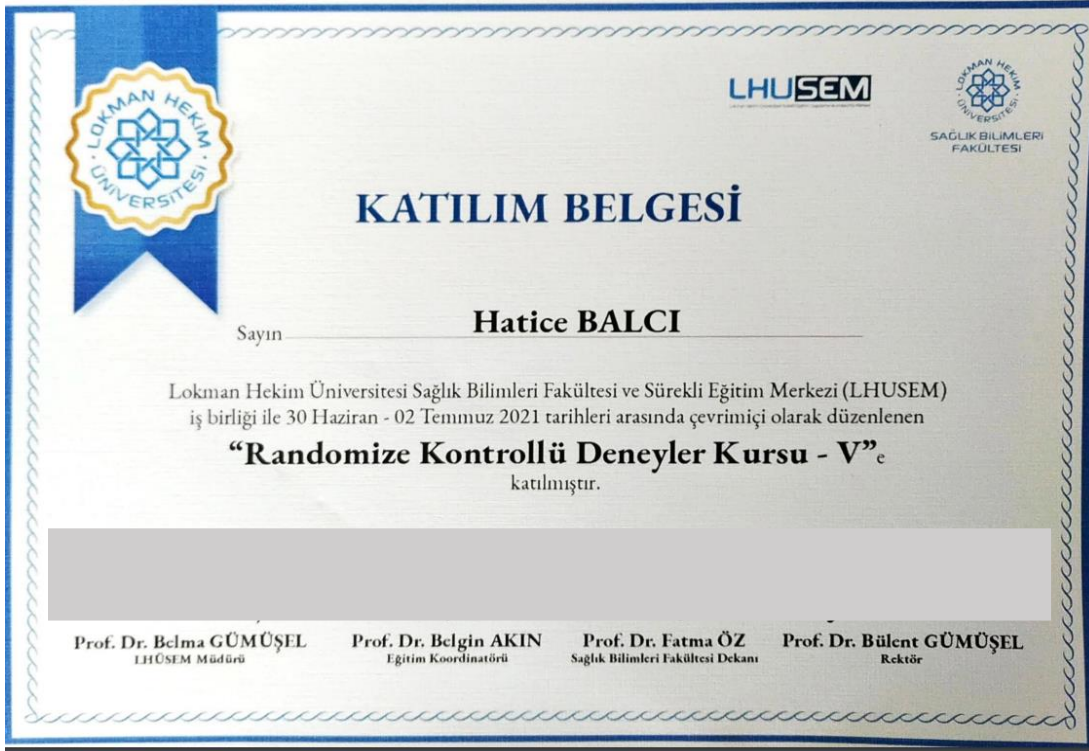 LOKMAN HEKİM ÜNİVERSİTESİ
LHUSEM
LOKMAN HEKİM ÜNİVERSİTESİ
SAĞLIK BİLİMLERİ
FAKÜLTESİ
KATILIM BELGESİ
Sayın Hatice BALCI
Lokman Hekim Üniversitesi Sağlık Bilimleri Fakültesi ve Sürekli Eğitim Merkezi (LHUSEM)
iş birliği ile 30 Haziran - 02 Temmuz 2021 tarihleri arasında çevrimiçi olarak düzenlenen
“Randomize Kontrollü Deneyler Kursu - V”e
katılmıştır.
Prof. Dr. Belma GÜMÜŞEL Prof. Dr. Belgin AKIN Prof. Dr. Fatma ÖZ Prof. Dr. Bülent GÜMÜŞEL
LHÜSEM Müdürü Eğitim Koordinatörü Sağlık Bilimleri Fakültesi Dekanı Rektör